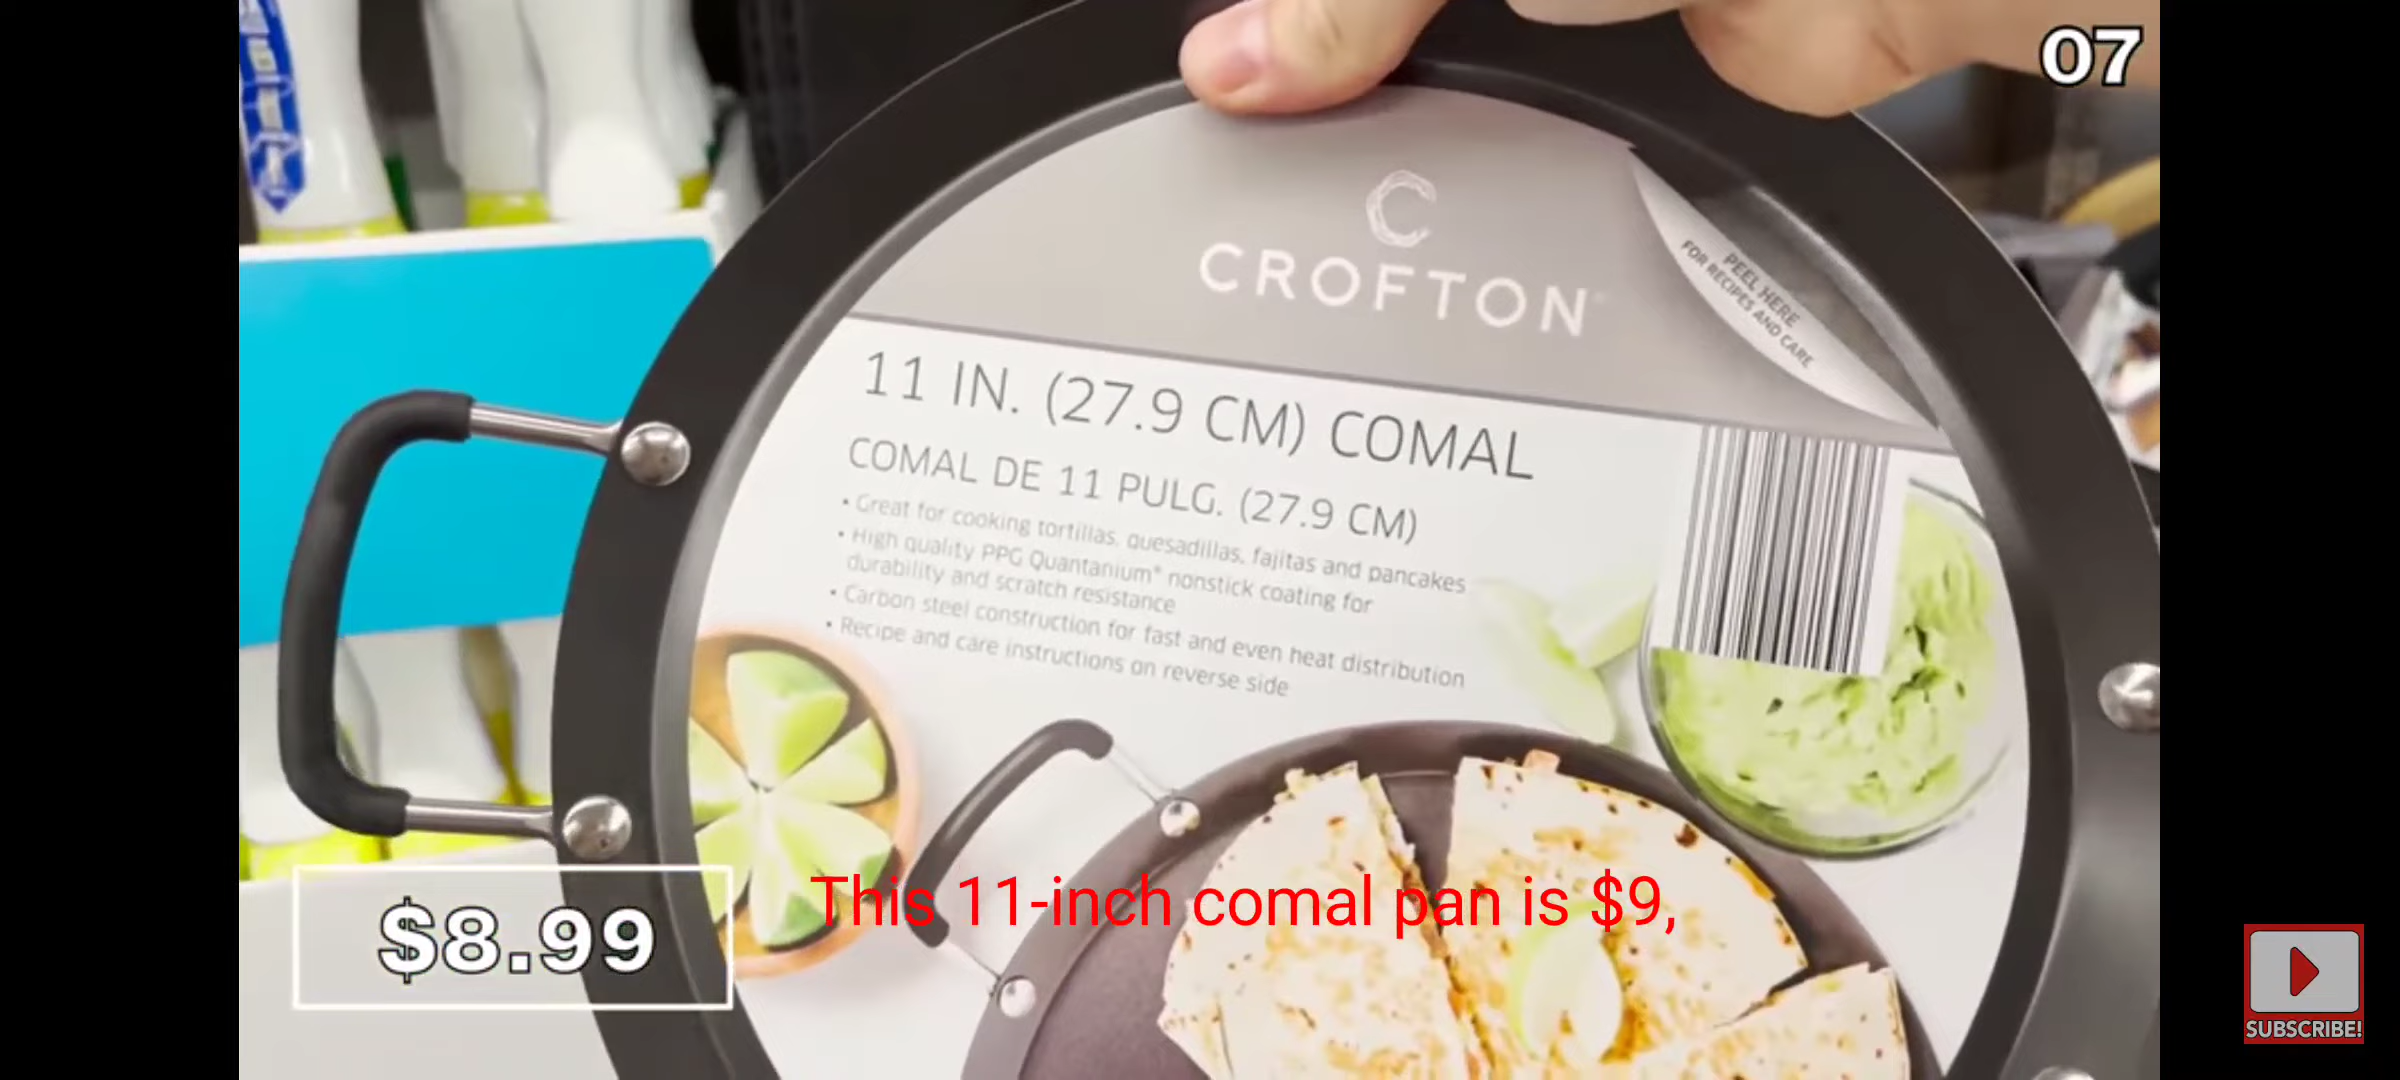 07
C
CROFTON
PEEL HERE
FOR RECIPES AND CARE
11 IN. (27.9 CM) COMAL
COMAL DE 11 PULG. (27.9 CM)
• Great for cooking tortillas, quesadillas, fajitas and pancakes
• High quality PPG Quantanium® nonstick coating for
durability and scratch resistance
• Carbon steel construction for fast and even heat distribution
• Recipe and care instructions on reverse side
$8.99
This 11-inch comal pan is $9,
SUBSCRIBE!